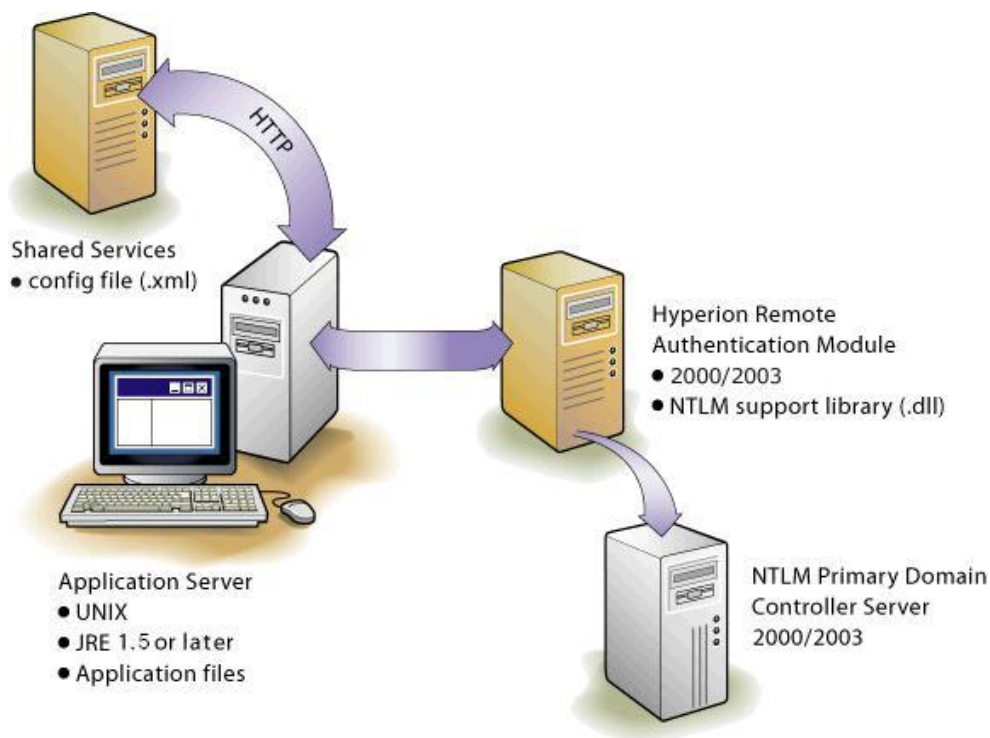 HTTP
Shared Services
● config file (.xml)
Hyperion Remote
Authentication Module
● 2000/2003
● NTLM support library (.dll)
Application Server
● UNIX
● JRE 1.5 or later
● Application files
NTLM Primary Domain
Controller Server
2000/2003